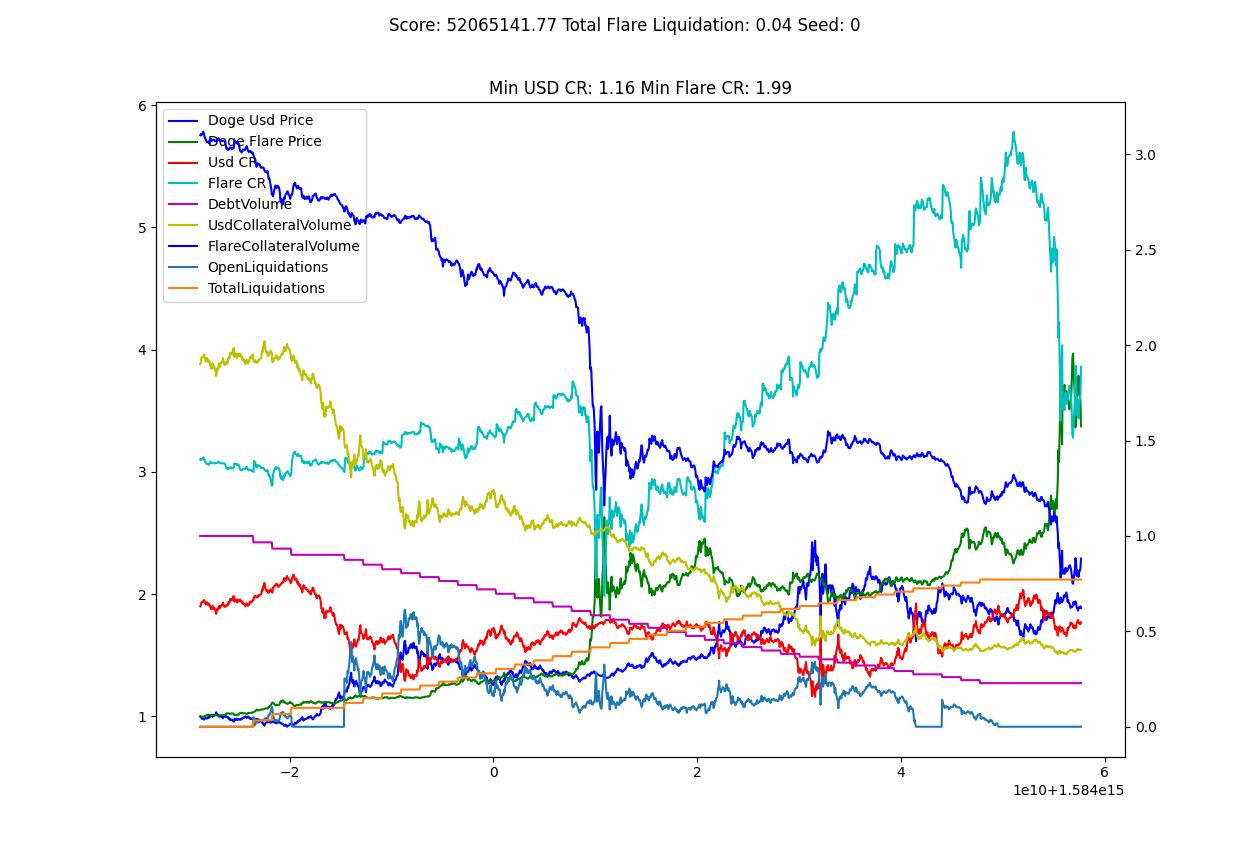 Score: 52065141.77 Total Flare Liquidation: 0.04 Seed: 0
Min USD CR: 1.16 Min Flare CR: 1.99
Doge Usd Price
Doge Flare Price
Usd CR
Flare CR
DebtVolume
UsdCollateralVolume
FlareCollateralVolume
OpenLiquidations
TotalLiquidations
6
5
4
3
2
1
3.0
2.5
2.0
1.5
1.0
0.5
0.0
−2
0
2
4
6
1e10+1.584e15